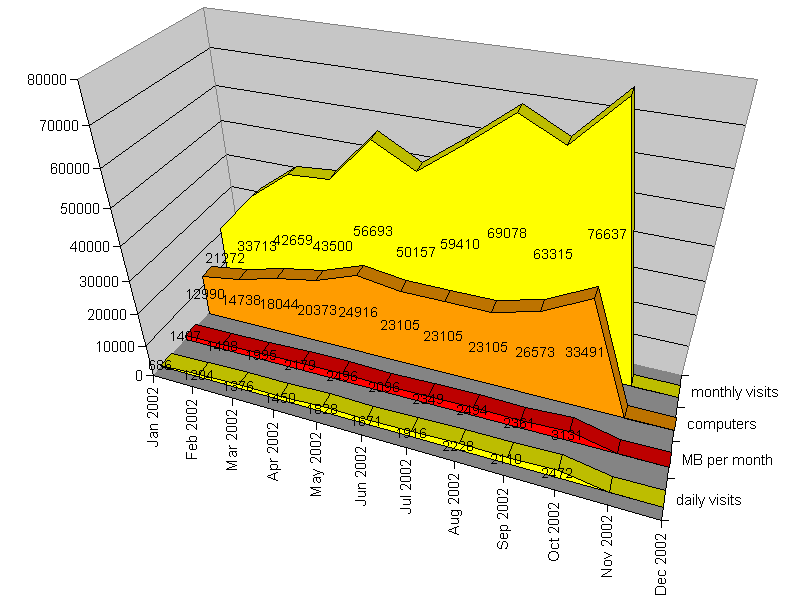 80000
70000
60000
50000
40000
30000
20000
10000
0
21272
33713
42659
43500
56693
50157
59410
69078
63315
76637
12990
14738
18044
20373
24916
23105
23105
23105
26573
33491
686
1204
1376
1450
1828
1671
1916
2228
2110
2472
monthly visits
computers
MB per month
daily visits
Jan 2002
Feb 2002
Mar 2002
Apr 2002
May 2002
Jun 2002
Jul 2002
Aug 2002
Sep 2002
Oct 2002
Nov 2002
Dec 2002